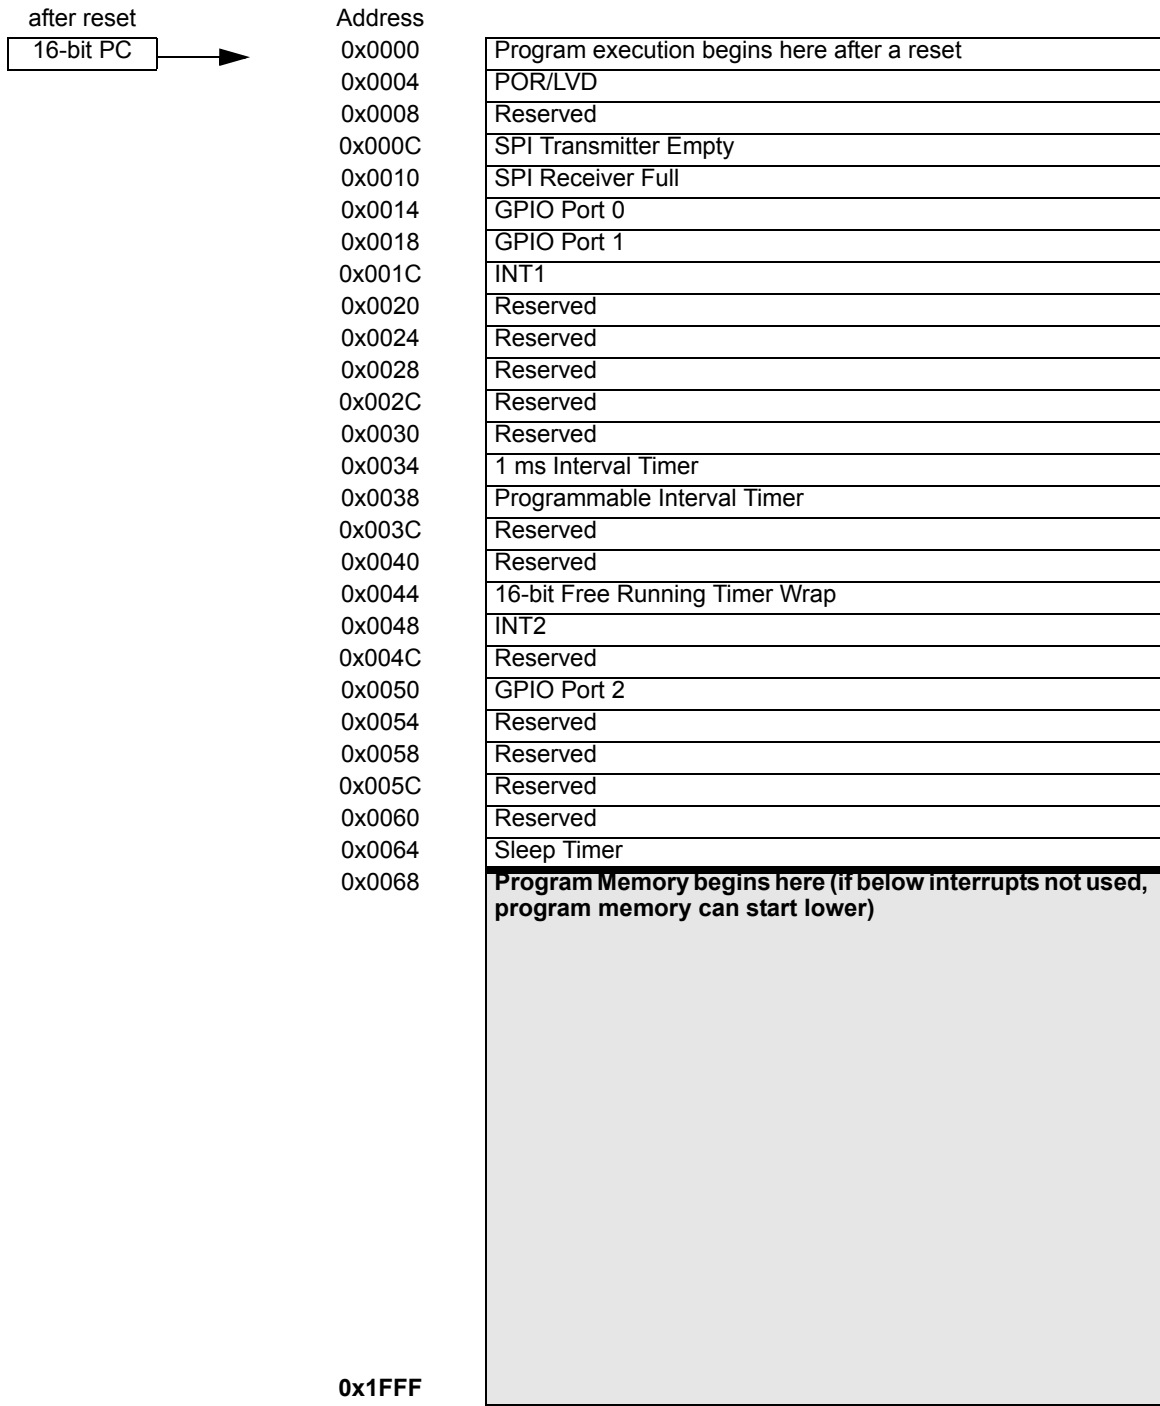 after reset Address
16-bit PC 0x0000 Program execution begins here after a reset
0x0004 POR/LVD
0x0008 Reserved
0x000C SPI Transmitter Empty
0x0010 SPI Receiver Full
0x0014 GPIO Port 0
0x0018 GPIO Port 1
0x001C INT1
0x0020 Reserved
0x0024 Reserved
0x0028 Reserved
0x002C Reserved
0x0030 Reserved
0x0034 1 ms Interval Timer
0x0038 Programmable Interval Timer
0x003C Reserved
0x0040 Reserved
0x0044 16-bit Free Running Timer Wrap
0x0048 INT2
0x004C Reserved
0x0050 GPIO Port 2
0x0054 Reserved
0x0058 Reserved
0x005C Reserved
0x0060 Reserved
0x0064 Sleep Timer
0x0068 Program Memory begins here (if below interrupts not used,
program memory can start lower)
0x1FFF